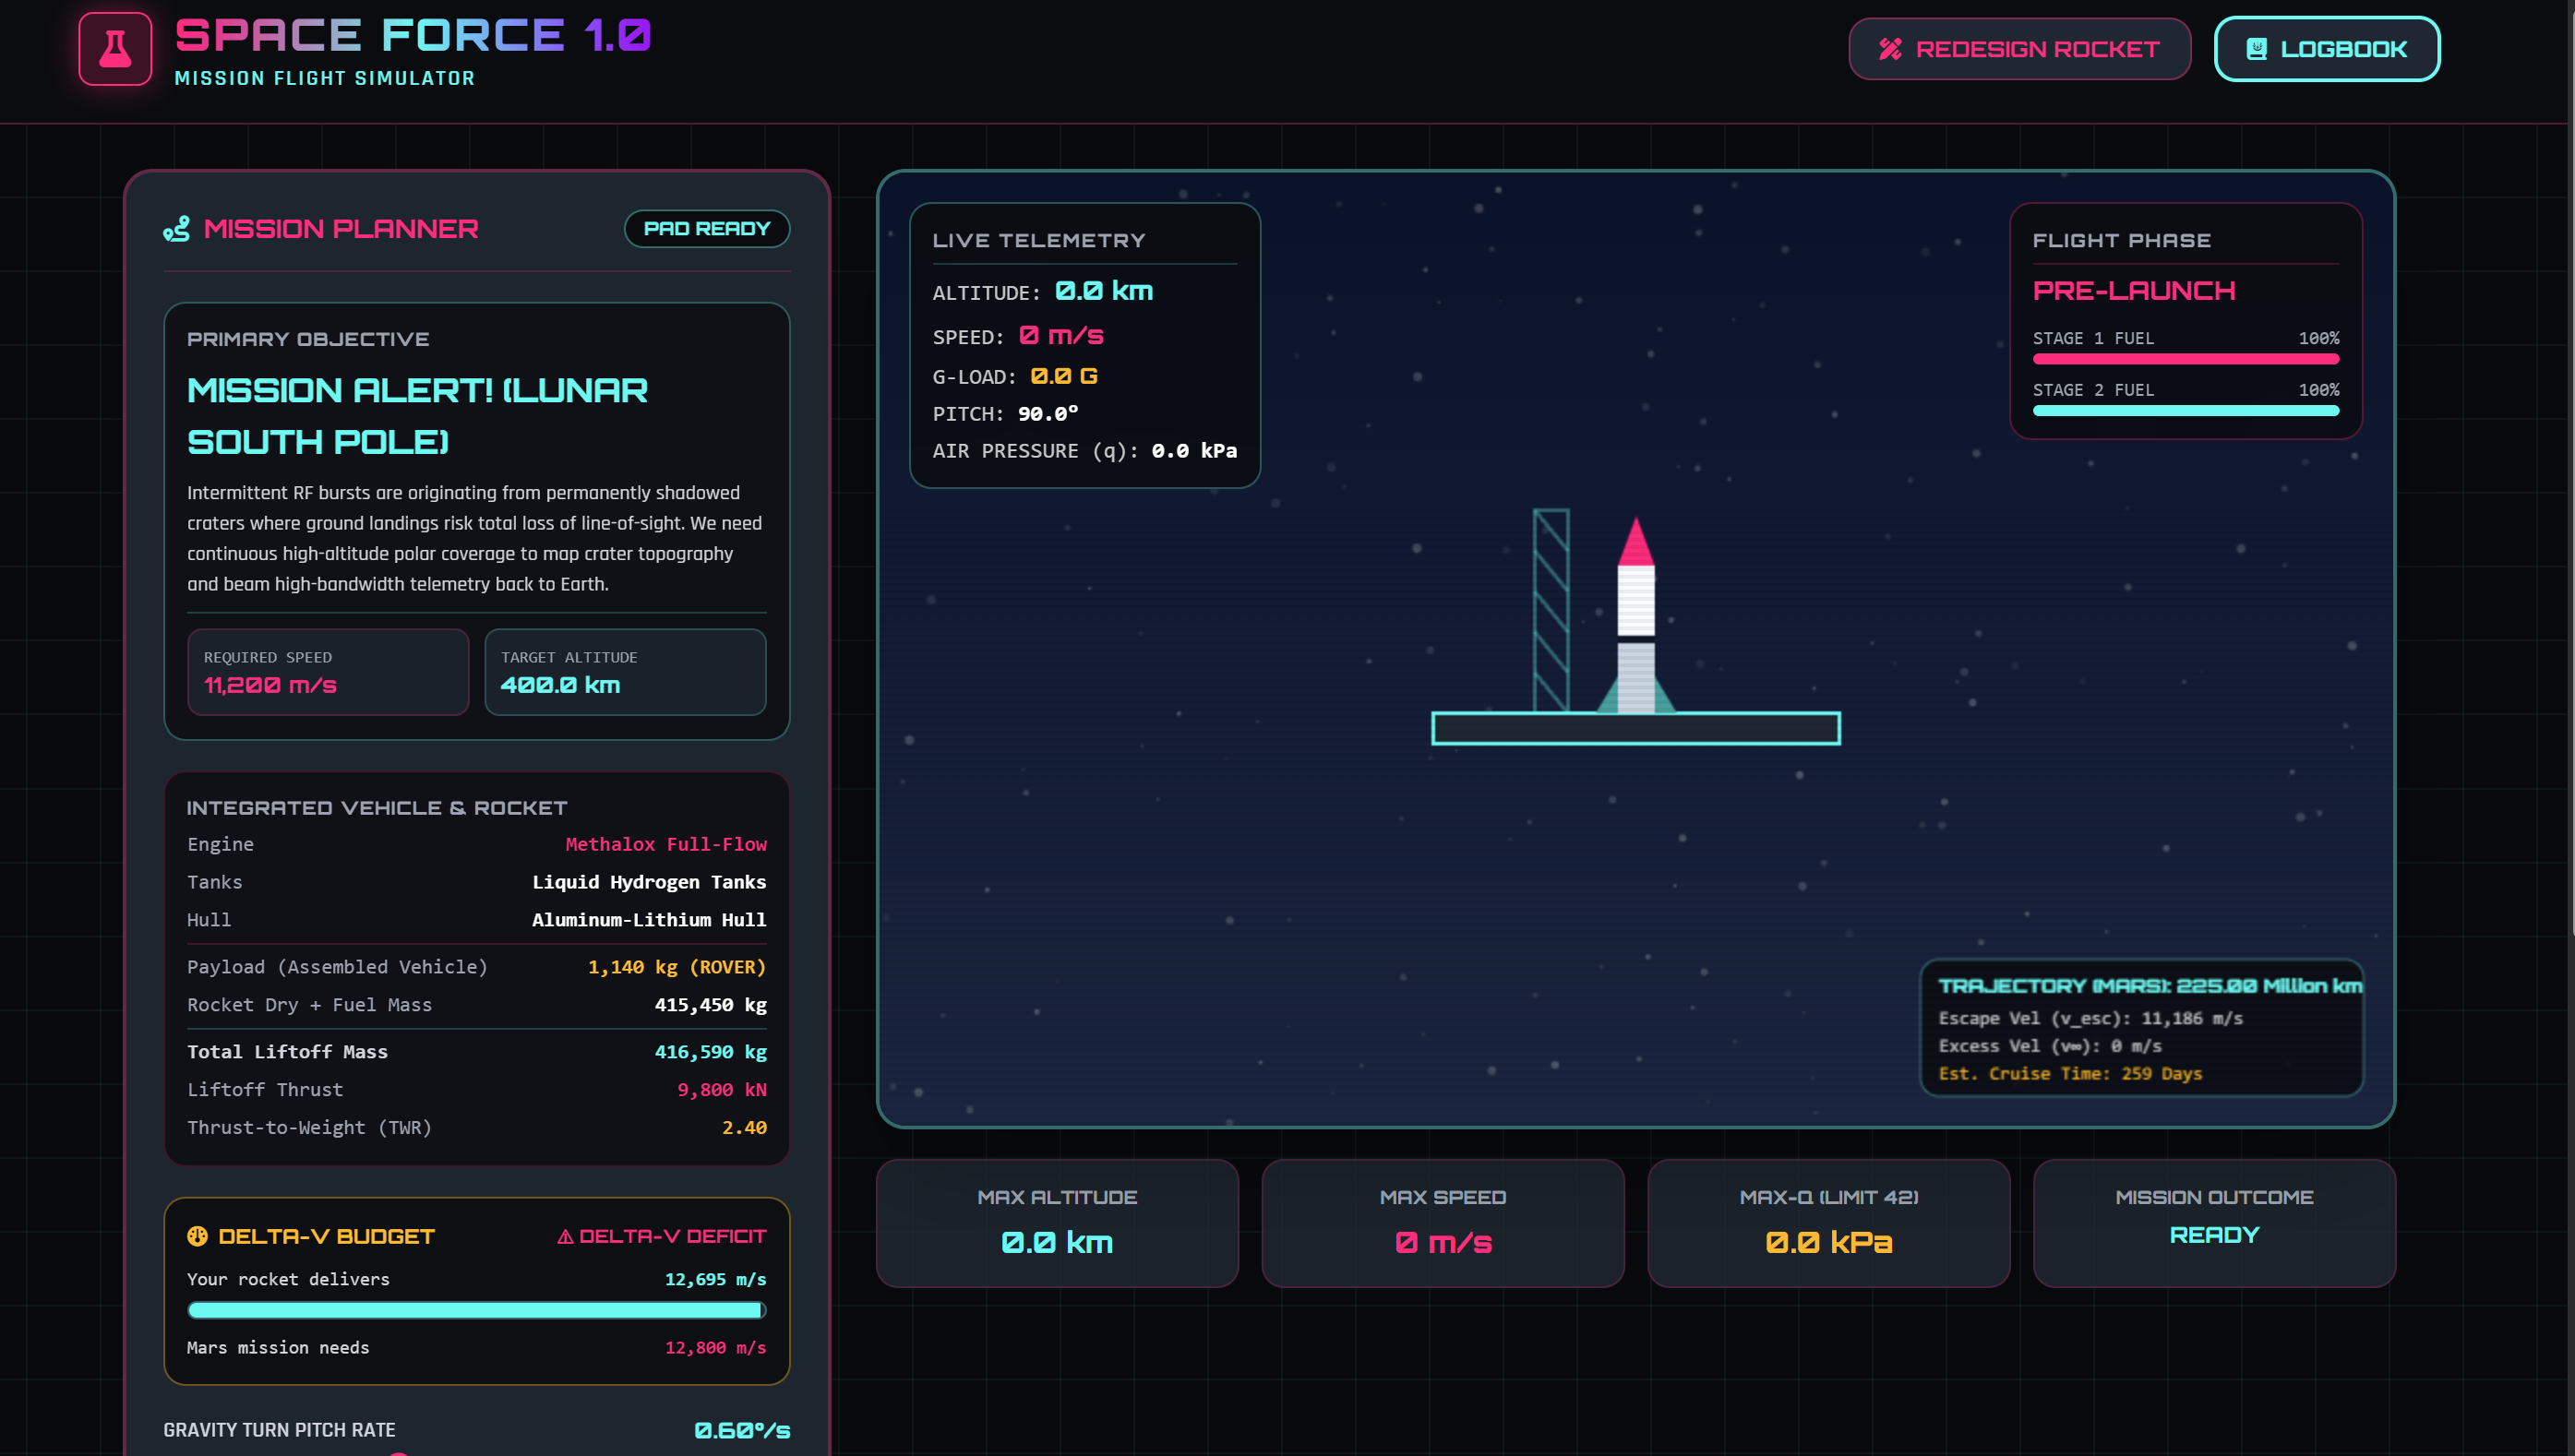 SPACE FORCE 1.0
MISSION FLIGHT SIMULATOR
REDESIGN ROCKET
LOGBOOK
MISSION PLANNER
PAD READY
PRIMARY OBJECTIVE
MISSION ALERT! (LUNAR
SOUTH POLE)
Intermittent RF bursts are originating from permanently shadowed
craters where ground landings risk total loss of line-of-sight. We need
continuous high-altitude polar coverage to map crater topography
and beam high-bandwidth telemetry back to Earth.
REQUIRED SPEED
11,200 m/s
TARGET ALTITUDE
400.0 km
INTEGRATED VEHICLE & ROCKET
Engine Methalox Full-Flow
Tanks Liquid Hydrogen Tanks
Hull Aluminum-Lithium Hull
Payload (Assembled Vehicle) 1,140 kg (ROVER)
Rocket Dry + Fuel Mass 415,450 kg
Total Liftoff Mass 416,590 kg
Liftoff Thrust 9,800 kN
Thrust-to-Weight (TWR) 2.40
DELTA-V BUDGET ⚠ DELTA-V DEFICIT
Your rocket delivers 12,695 m/s
Mars mission needs 12,800 m/s
GRAVITY TURN PITCH RATE 0.60°/s
LIVE TELEMETRY
ALTITUDE: 0.0 km
SPEED: 0 m/s
G-LOAD: 0.0 G
PITCH: 90.0°
AIR PRESSURE (q): 0.0 kPa
FLIGHT PHASE
PRE-LAUNCH
STAGE 1 FUEL 100%
STAGE 2 FUEL 100%
TRAJECTORY (MARS): 225.00 Million km
Escape Vel (v_esc): 11,186 m/s
Excess Vel (v∞): 0 m/s
Est. Cruise Time: 259 Days
MAX ALTITUDE
0.0 km
MAX SPEED
0 m/s
MAX-Q (LIMIT 42)
0.0 kPa
MISSION OUTCOME
READY